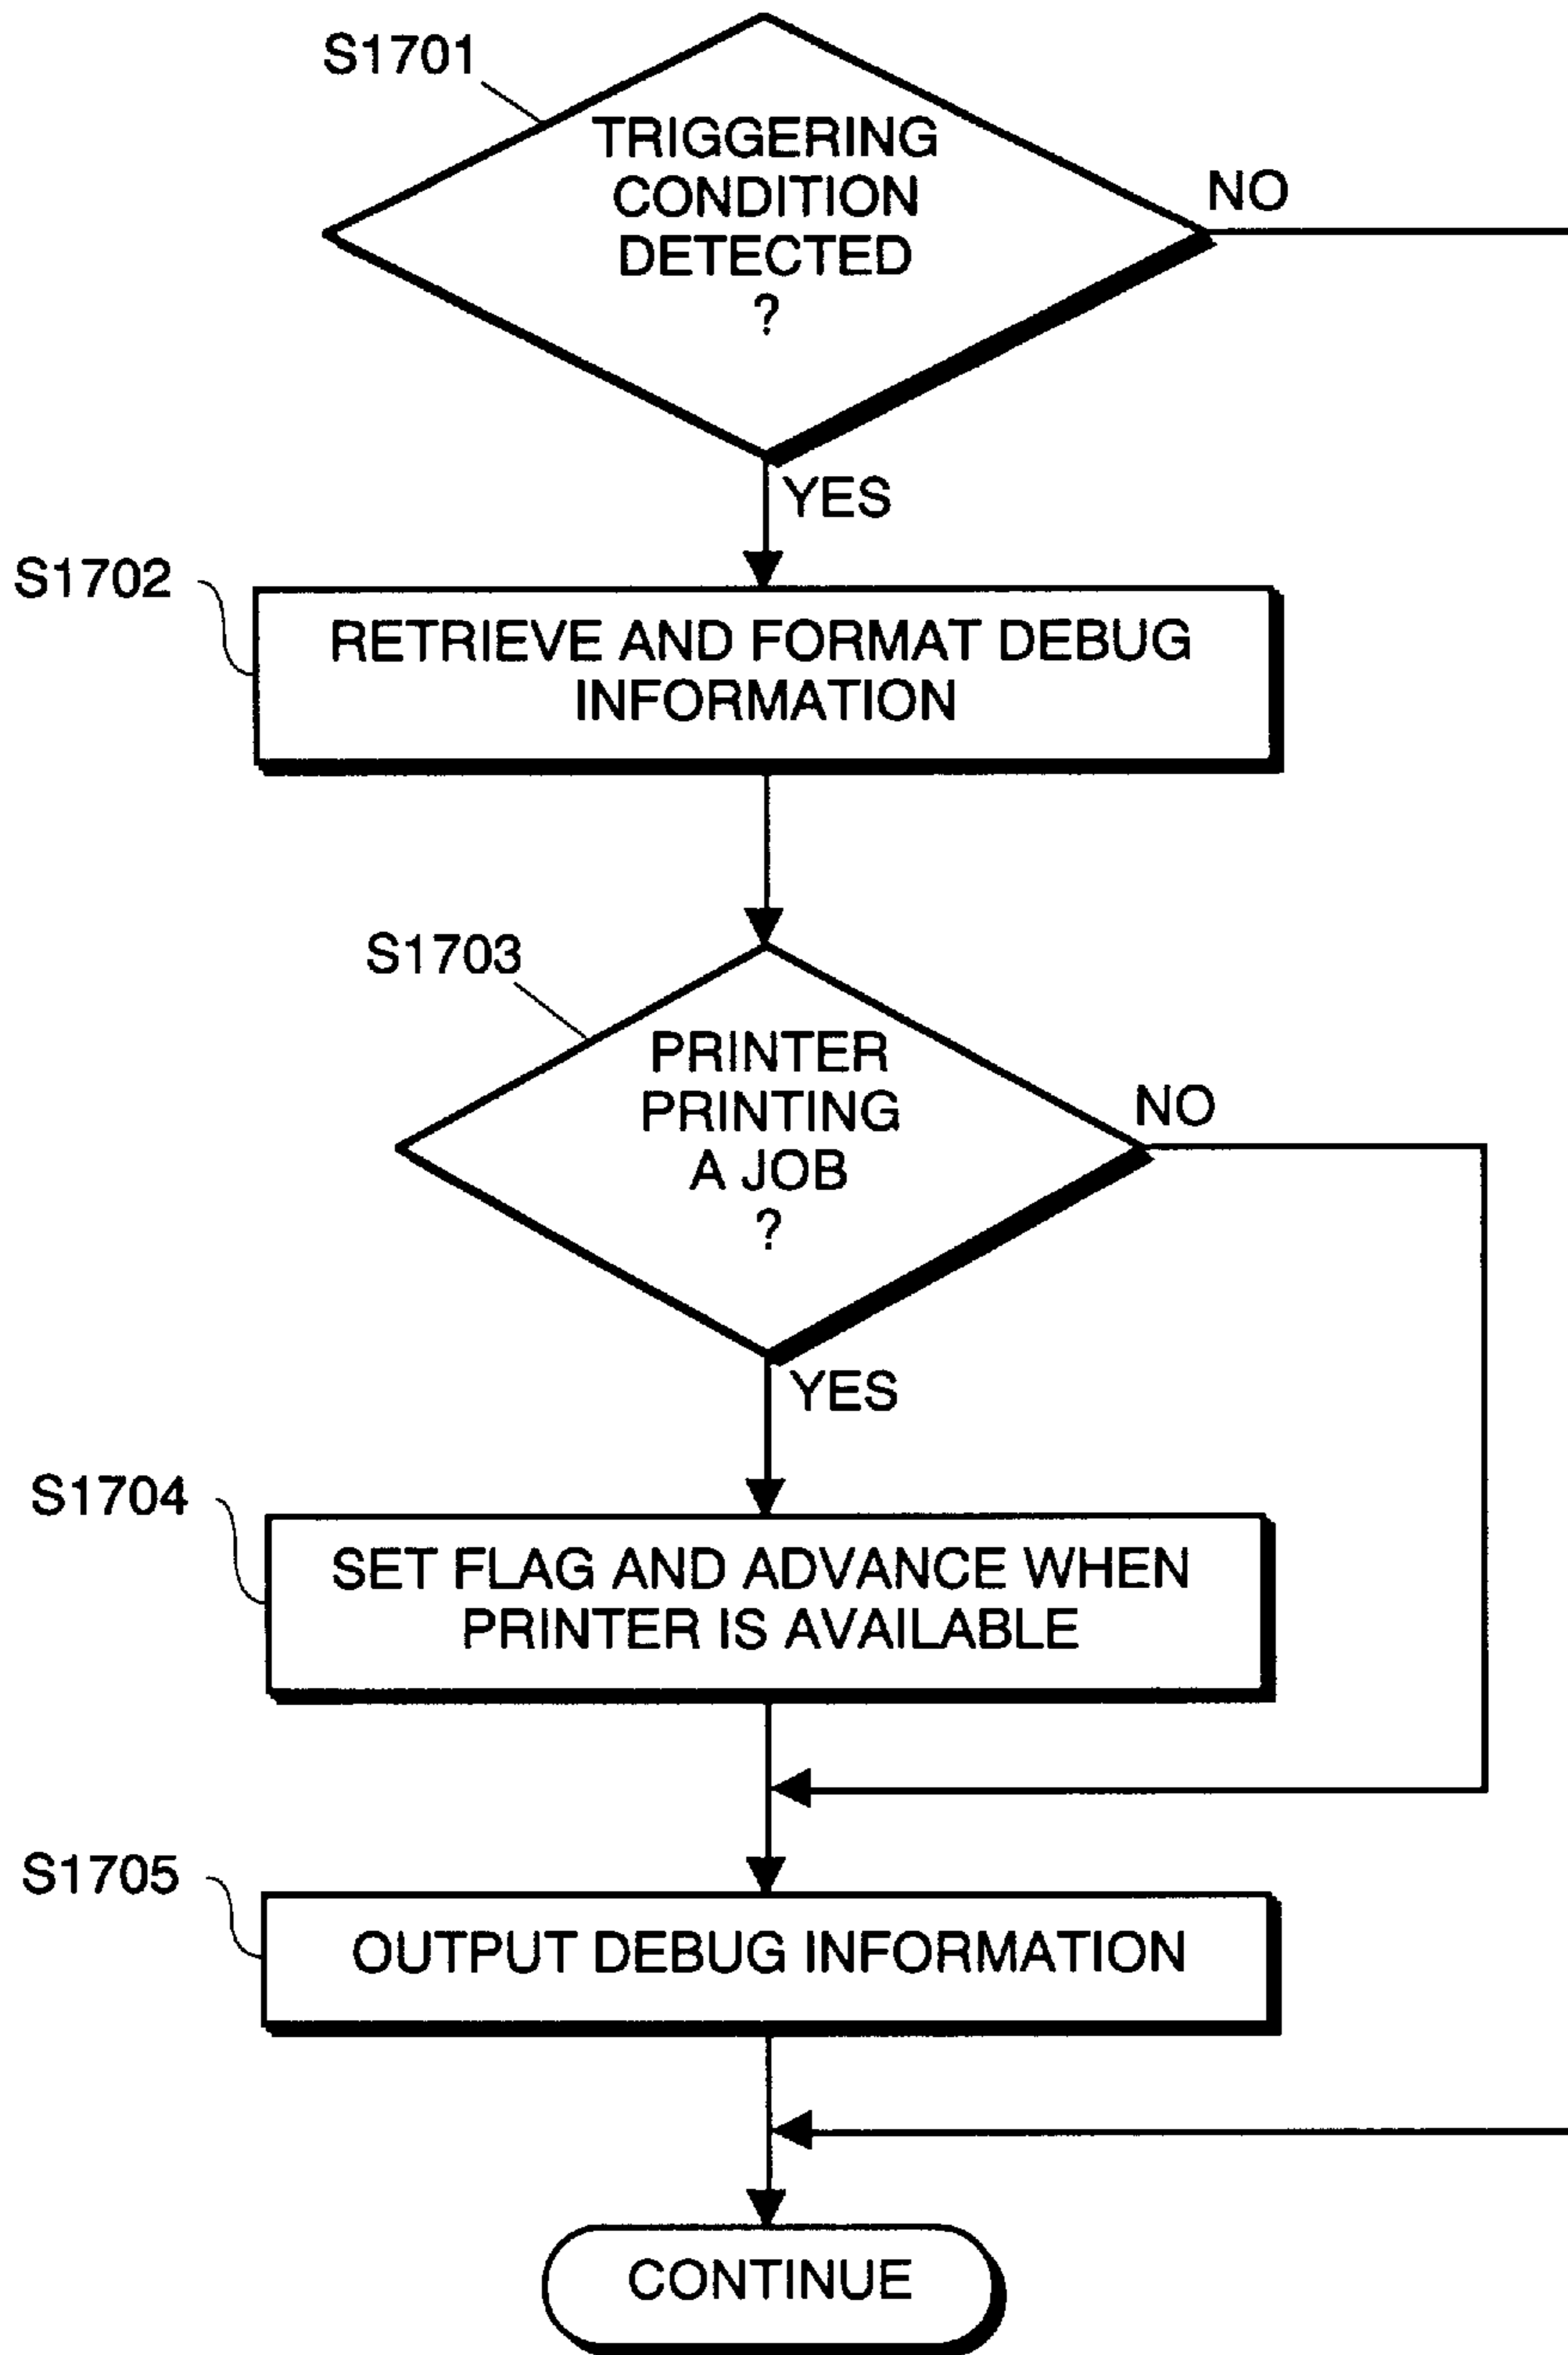 S1701
TRIGGERING
CONDITION
DETECTED
?
NO
YES
S1702
RETRIEVE AND FORMAT DEBUG
INFORMATION
S1703
PRINTER
PRINTING
A JOB
?
NO
YES
S1704
SET FLAG AND ADVANCE WHEN
PRINTER IS AVAILABLE
S1705
OUTPUT DEBUG INFORMATION
CONTINUE